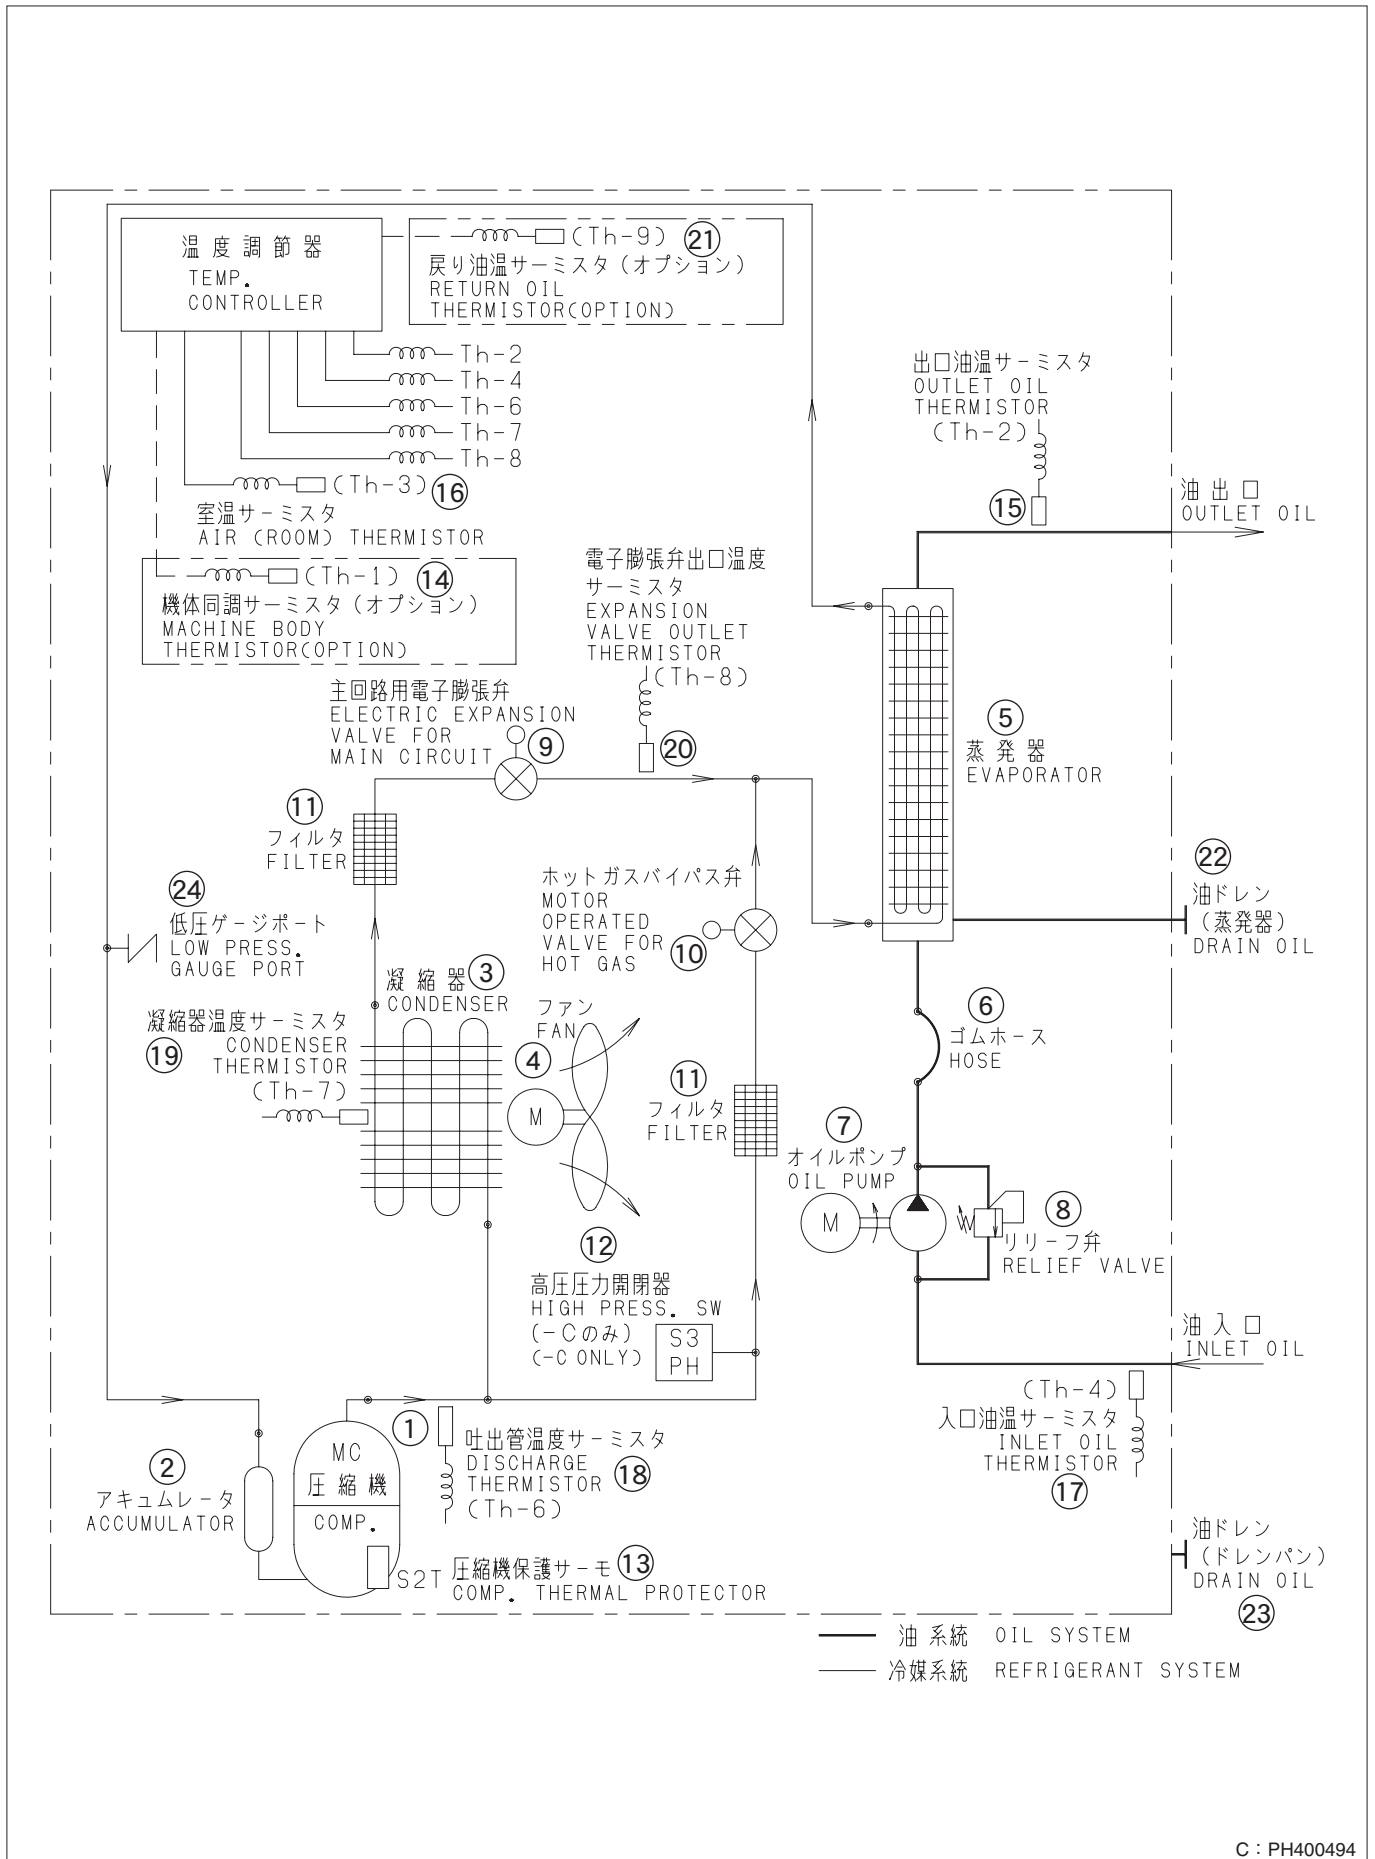 温度調節器
TEMP.
CONTROLLER
(Th-9) 21
戻り油温サーミスタ(オプション)
RETURN OIL
THERMISTOR(OPTION)
Th-2
Th-4
Th-6
Th-7
Th-8
(Th-3) 16
室温サーミスタ
AIR (ROOM) THERMISTOR
(Th-1) 14
機体同調サーミスタ(オプション)
MACHINE BODY
THERMISTOR(OPTION)
出口油温サーミスタ
OUTLET OIL
THERMISTOR
(Th-2)
15
油出口
OUTLET OIL
電子膨張弁出口温度
サーミスタ
EXPANSION
VALVE OUTLET
THERMISTOR
(Th-8)
20
主回路用電子膨張弁
ELECTRIC EXPANSION
VALVE FOR
MAIN CIRCUIT
9
5
蒸発器
EVAPORATOR
11
フィルタ
FILTER
22
油ドレン
(蒸発器)
DRAIN OIL
24
低圧ゲージポート
LOW PRESS.
GAUGE PORT
ホットガスバイパス弁
MOTOR
OPERATED
VALVE FOR
HOT GAS
10
凝縮器 3
CONDENSER
ファン
FAN
4
M
凝縮器温度サーミスタ
19
CONDENSER
THERMISTOR
(Th-7)
6
ゴムホース
HOSE
11
フィルタ
FILTER
7
オイルポンプ
OIL PUMP
M
8
リリーフ弁
RELIEF VALVE
12
高圧圧力開閉器
HIGH PRESS. SW
(-Cのみ)
(-C ONLY)
S3
PH
油入口
INLET OIL
(Th-4)
入口油温サーミスタ
INLET OIL
THERMISTOR
17
1
MC
圧縮機
COMP.
吐出管温度サーミスタ
DISCHARGE
THERMISTOR 18
(Th-6)
2
アキュムレータ
ACCUMULATOR
S2T
圧縮機保護サーモ 13
COMP. THERMAL PROTECTOR
油ドレン
(ドレンパン)
DRAIN OIL
23
油系統 OIL SYSTEM
冷媒系統 REFRIGERANT SYSTEM
C:PH400494